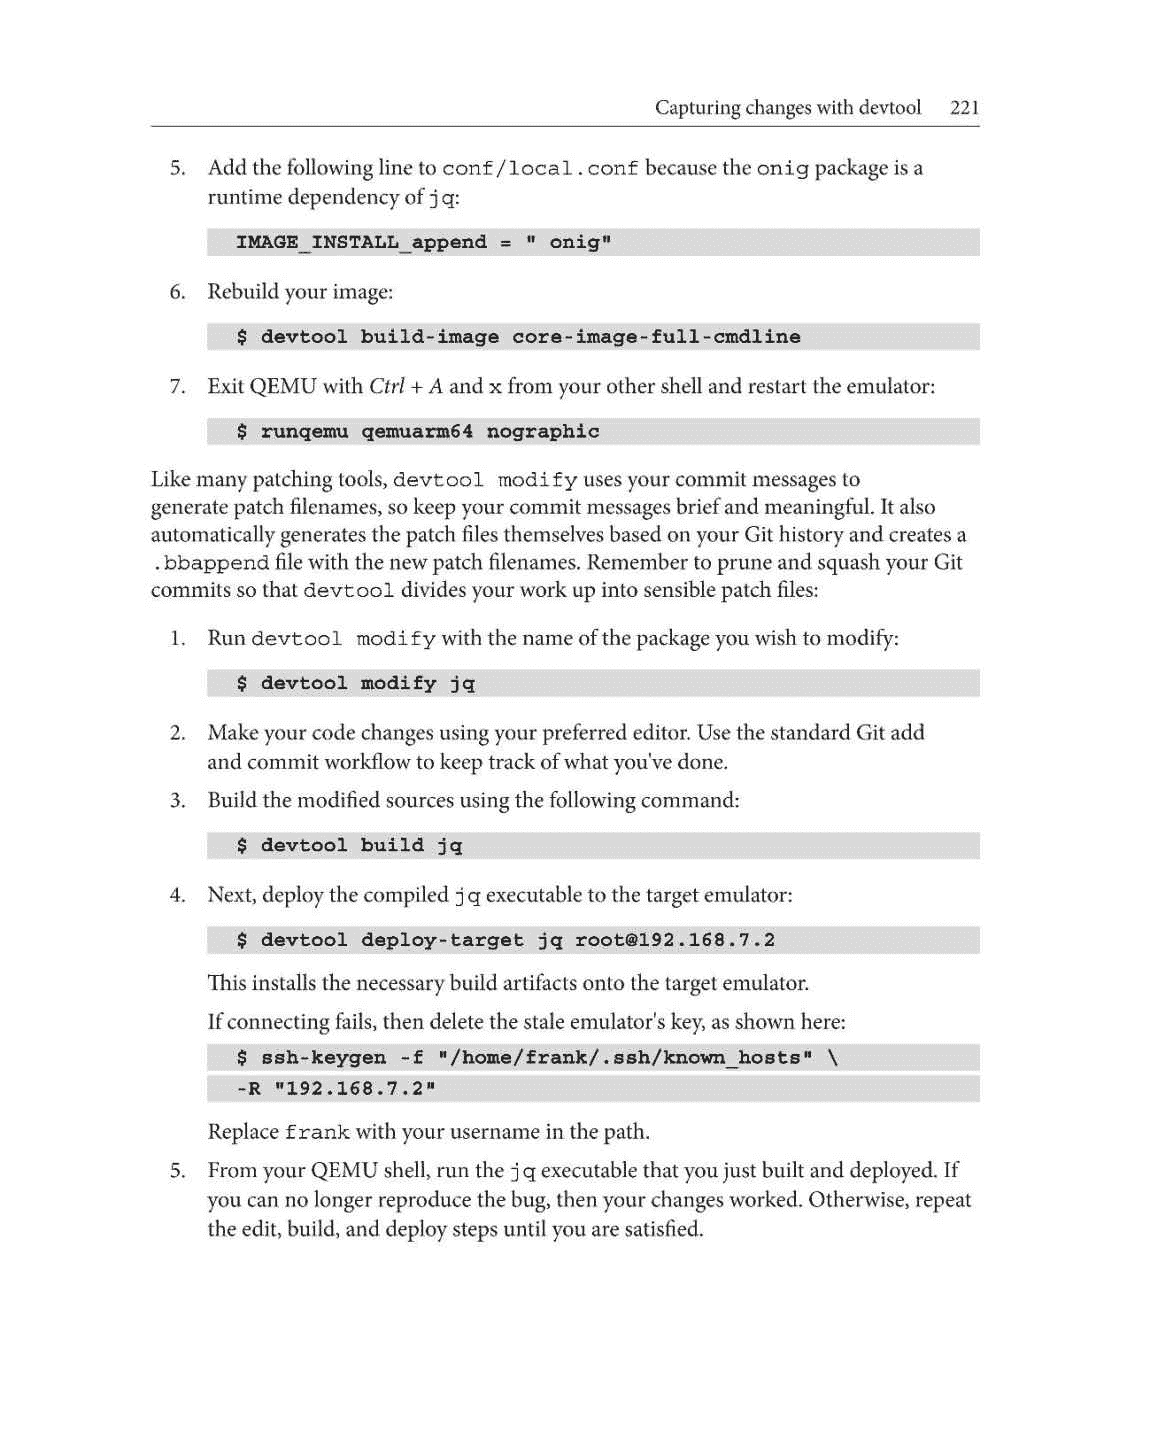 Capturing changes with devtool 221
5. Add the following line to conf/local.conf because the onig package is a
runtime dependency of jq:
IMAGE_INSTALL_append = " onig"
6. Rebuild your image:
$ devtool build-image core-image-full-cmdline
7. Exit QEMU with Ctrl + A and x from your other shell and restart the emulator:
$ runqemu qemuarm64 nographic
Like many patching tools, devtool modify uses your commit messages to
generate patch filenames, so keep your commit messages brief and meaningful. It also
automatically generates the patch files themselves based on your Git history and creates a
.bbappend file with the new patch filenames. Remember to prune and squash your Git
commits so that devtool divides your work up into sensible patch files:
1. Run devtool modify with the name of the package you wish to modify:
$ devtool modify jq
2. Make your code changes using your preferred editor. Use the standard Git add
and commit workflow to keep track of what you've done.
3. Build the modified sources using the following command:
$ devtool build jq
4. Next, deploy the compiled jq executable to the target emulator:
$ devtool deploy-target jq root@192.168.7.2
This installs the necessary build artifacts onto the target emulator.
If connecting fails, then delete the stale emulator's key, as shown here:
$ ssh-keygen -f "/home/frank/.ssh/known_hosts" \
-R "192.168.7.2"
Replace frank with your username in the path.
5. From your QEMU shell, run the jq executable that you just built and deployed. If
you can no longer reproduce the bug, then your changes worked. Otherwise, repeat
the edit, build, and deploy steps until you are satisfied.